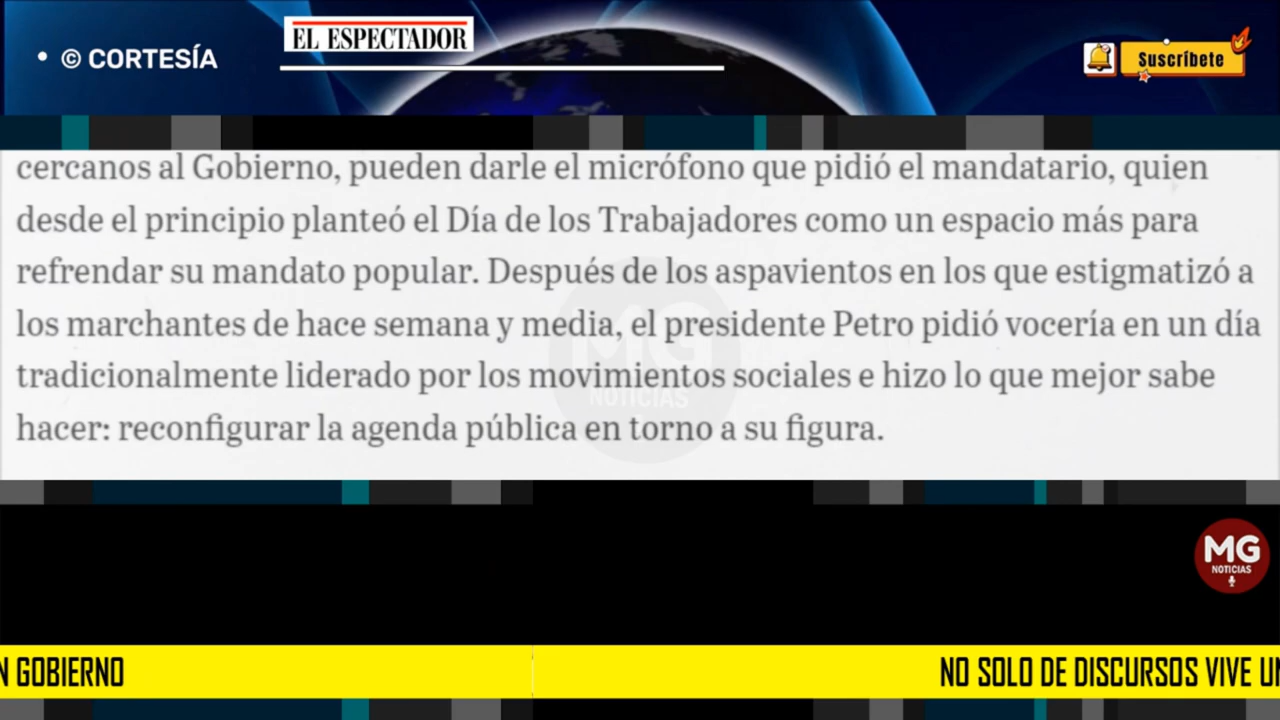 • © CORTESÍA
EL ESPECTADOR
Suscríbete
cercanos al Gobierno, pueden darle el micrófono que pidió el mandatario, quien
desde el principio planteó el Día de los Trabajadores como un espacio más para
refrendar su mandato popular. Después de los aspavientos en los que estigmatizó a
los marchantes de hace semana y media, el presidente Petro pidió vocería en un día
tradicionalmente liderado por los movimientos sociales e hizo lo que mejor sabe
hacer: reconfigurar la agenda pública en torno a su figura.
MG
NOTICIAS
MG
NOTICIAS
N GOBIERNO
NO SOLO DE DISCURSOS VIVE UN